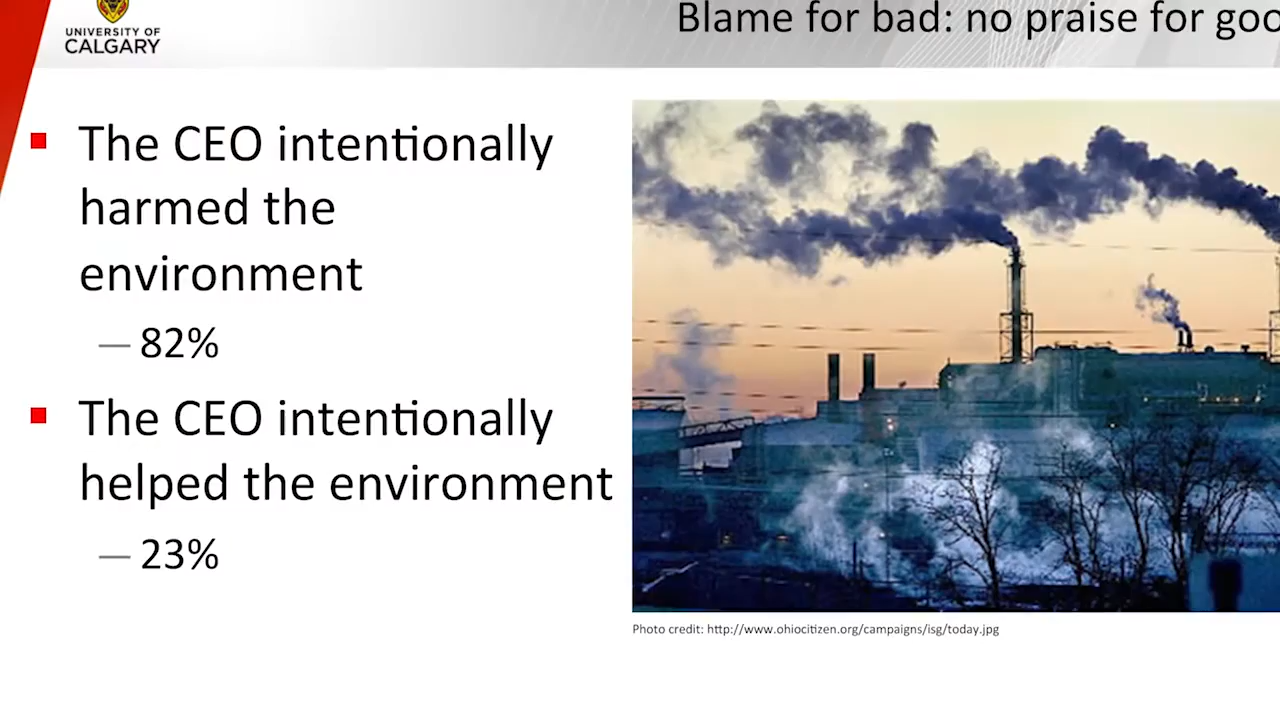 UNIVERSITY OF
CALGARY
Blame for bad: no praise for goo
▪ The CEO intentionally
harmed the
environment
— 82%
▪ The CEO intentionally
helped the environment
— 23%
Photo credit: http://www.ohiocitizen.org/campaigns/isg/today.jpg